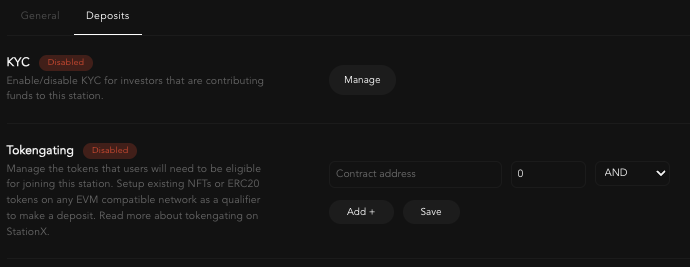 General Deposits
KYC Disabled
Enable/disable KYC for investors that are contributing
funds to this station.
Manage
Tokengating Disabled
Manage the tokens that users will need to be eligible
for joining this station. Setup existing NFTs or ERC20
tokens on any EVM compatible network as a qualifier
to make a deposit. Read more about tokengating on
StationX.
Contract address 0 AND
Add + Save